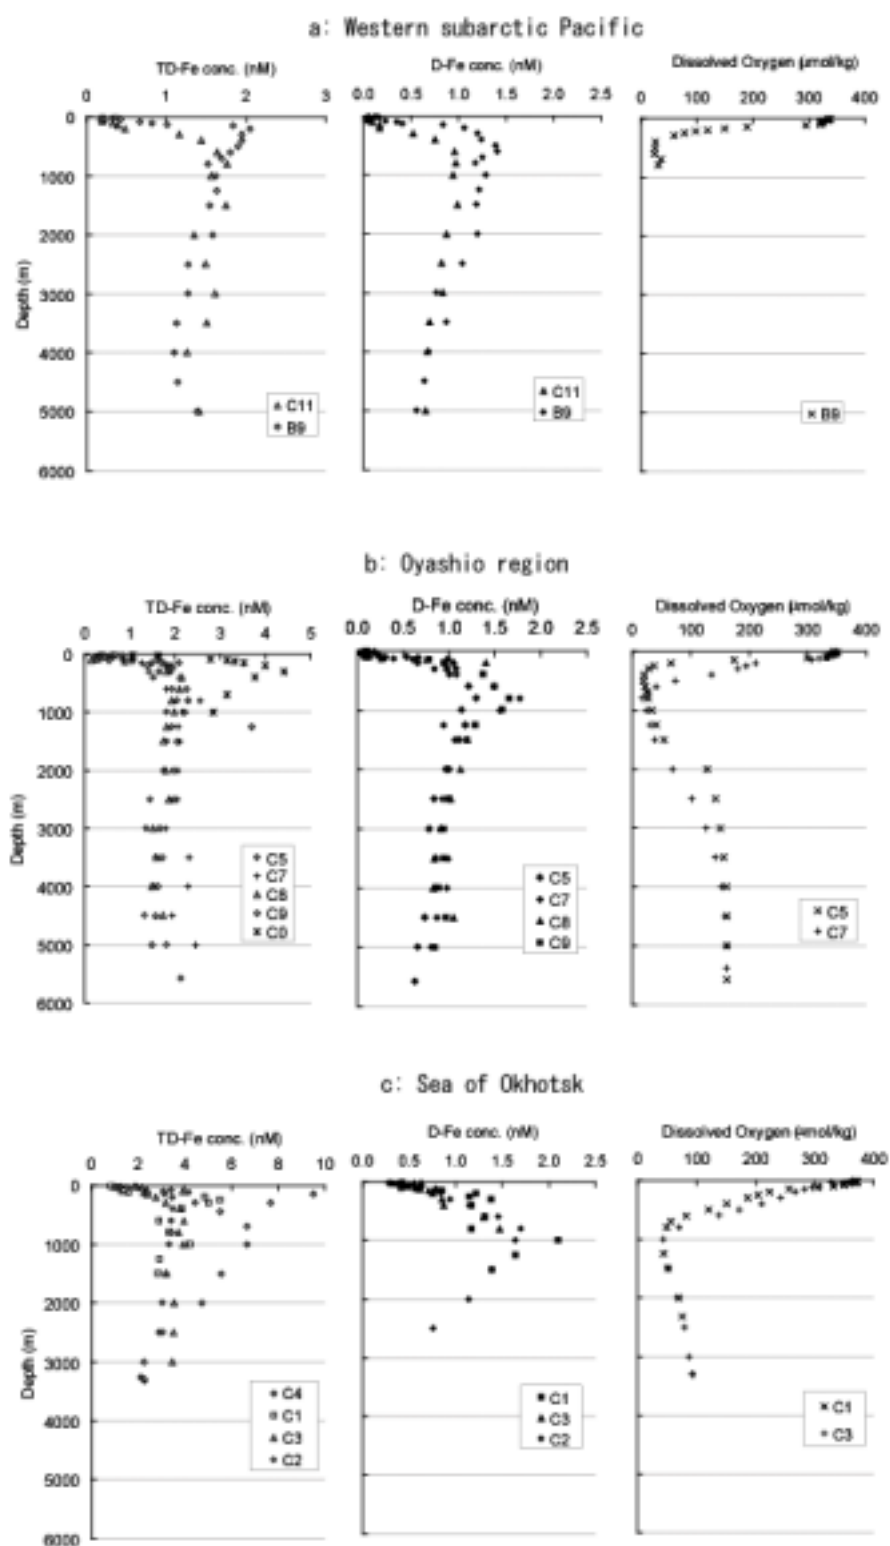 a: Western subarctic Pacific
TD-Fe conc. (nM)
D-Fe conc. (nM)
Dissolved Oxygen (µmol/kg)
0 1 2 3
0.0 0.5 1.0 1.5 2.0 2.5
0 100 200 300 400
0
1000
2000
3000
4000
5000
6000
Depth (m)
C11
B9
C11
B9
B9
b: Oyashio region
TD-Fe conc. (nM)
D-Fe conc. (nM)
Dissolved Oxygen (µmol/kg)
0 1 2 3 4 5
0.0 0.5 1.0 1.5 2.0 2.5
0 100 200 300 400
0
1000
2000
3000
4000
5000
6000
Depth (m)
C5
C7
C8
C9
C0
C5
C7
C8
C9
C5
C7
c: Sea of Okhotsk
TD-Fe conc. (nM)
D-Fe conc. (nM)
Dissolved Oxygen (µmol/kg)
0 2 4 6 8 10
0.0 0.5 1.0 1.5 2.0 2.5
0 100 200 300 400
0
1000
2000
3000
4000
5000
6000
Depth (m)
C4
C1
C3
C2
C1
C3
C2
C1
C3